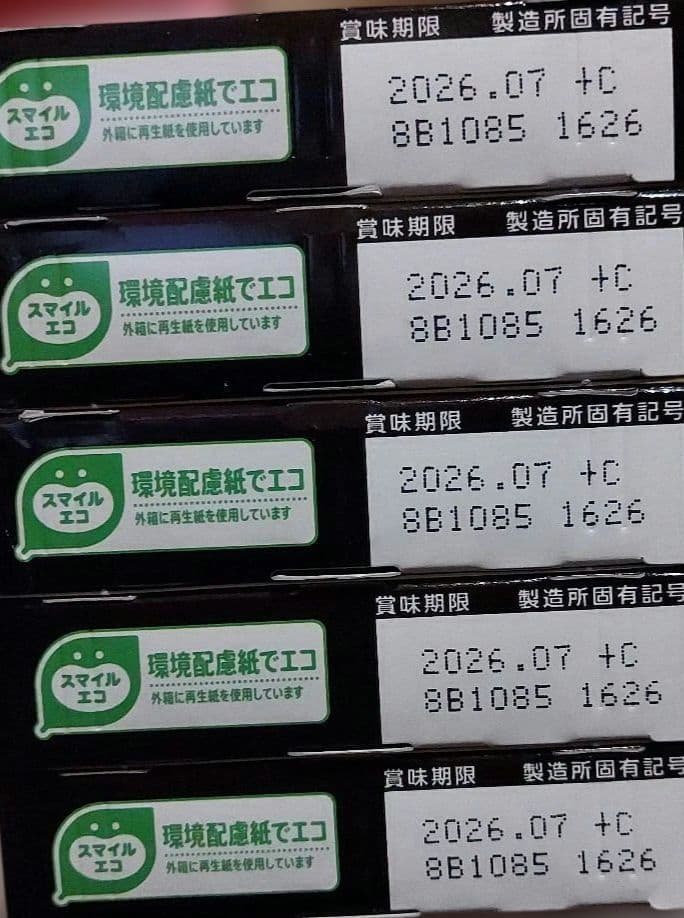 賞味期限 製造所固有記号
スマイル
エコ
環境配慮紙でエコ
外箱に再生紙を使用しています
2026.07 +C
8B1085 1626
賞味期限 製造所固有記号
スマイル
エコ
環境配慮紙でエコ
外箱に再生紙を使用しています
2026.07 +C
8B1085 1626
賞味期限 製造所固有記号
スマイル
エコ
環境配慮紙でエコ
外箱に再生紙を使用しています
2026.07 +C
8B1085 1626
賞味期限 製造所固有記号
スマイル
エコ
環境配慮紙でエコ
外箱に再生紙を使用しています
2026.07 +C
8B1085 1626
賞味期限 製造所固有記号
スマイル
エコ
環境配慮紙でエコ
外箱に再生紙を使用しています
2026.07 +C
8B1085 1626